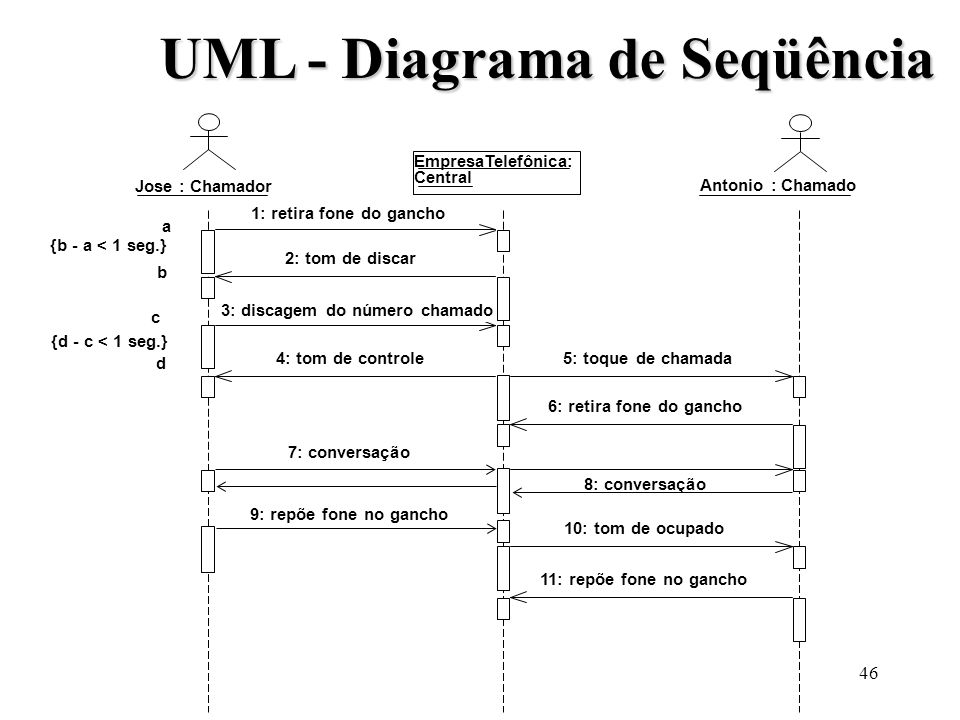 UML - Diagrama de Seqüência
Jose : Chamador
EmpresaTelefônica:
Central
Antonio : Chamado
1: retira fone do gancho
a
{b - a < 1 seg.}
2: tom de discar
b
3: discagem do número chamado
c
{d - c < 1 seg.}
4: tom de controle
5: toque de chamada
d
6: retira fone do gancho
7: conversação
8: conversação
9: repõe fone no gancho
10: tom de ocupado
11: repõe fone no gancho
46